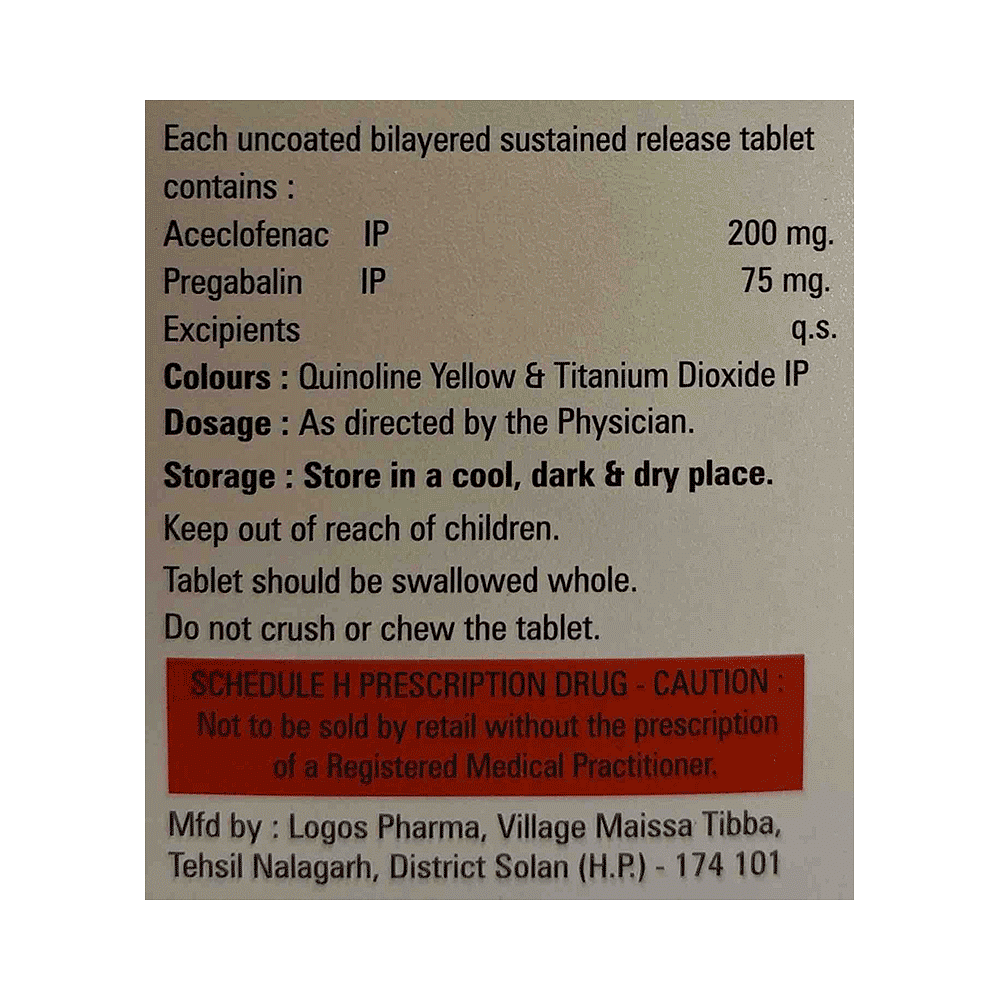 Each uncoated bilayered sustained release tablet
contains :
Aceclofenac IP 200 mg.
Pregabalin IP 75 mg.
Excipients q.s.
Colours : Quinoline Yellow & Titanium Dioxide IP
Dosage : As directed by the Physician.
Storage : Store in a cool, dark & dry place.
Keep out of reach of children.
Tablet should be swallowed whole.
Do not crush or chew the tablet.
SCHEDULE H PRESCRIPTION DRUG - CAUTION :
Not to be sold by retail without the prescription
of a Registered Medical Practitioner.
Mfd by : Logos Pharma, Village Maissa Tibba,
Tehsil Nalagarh, District Solan (H.P.) - 174 101